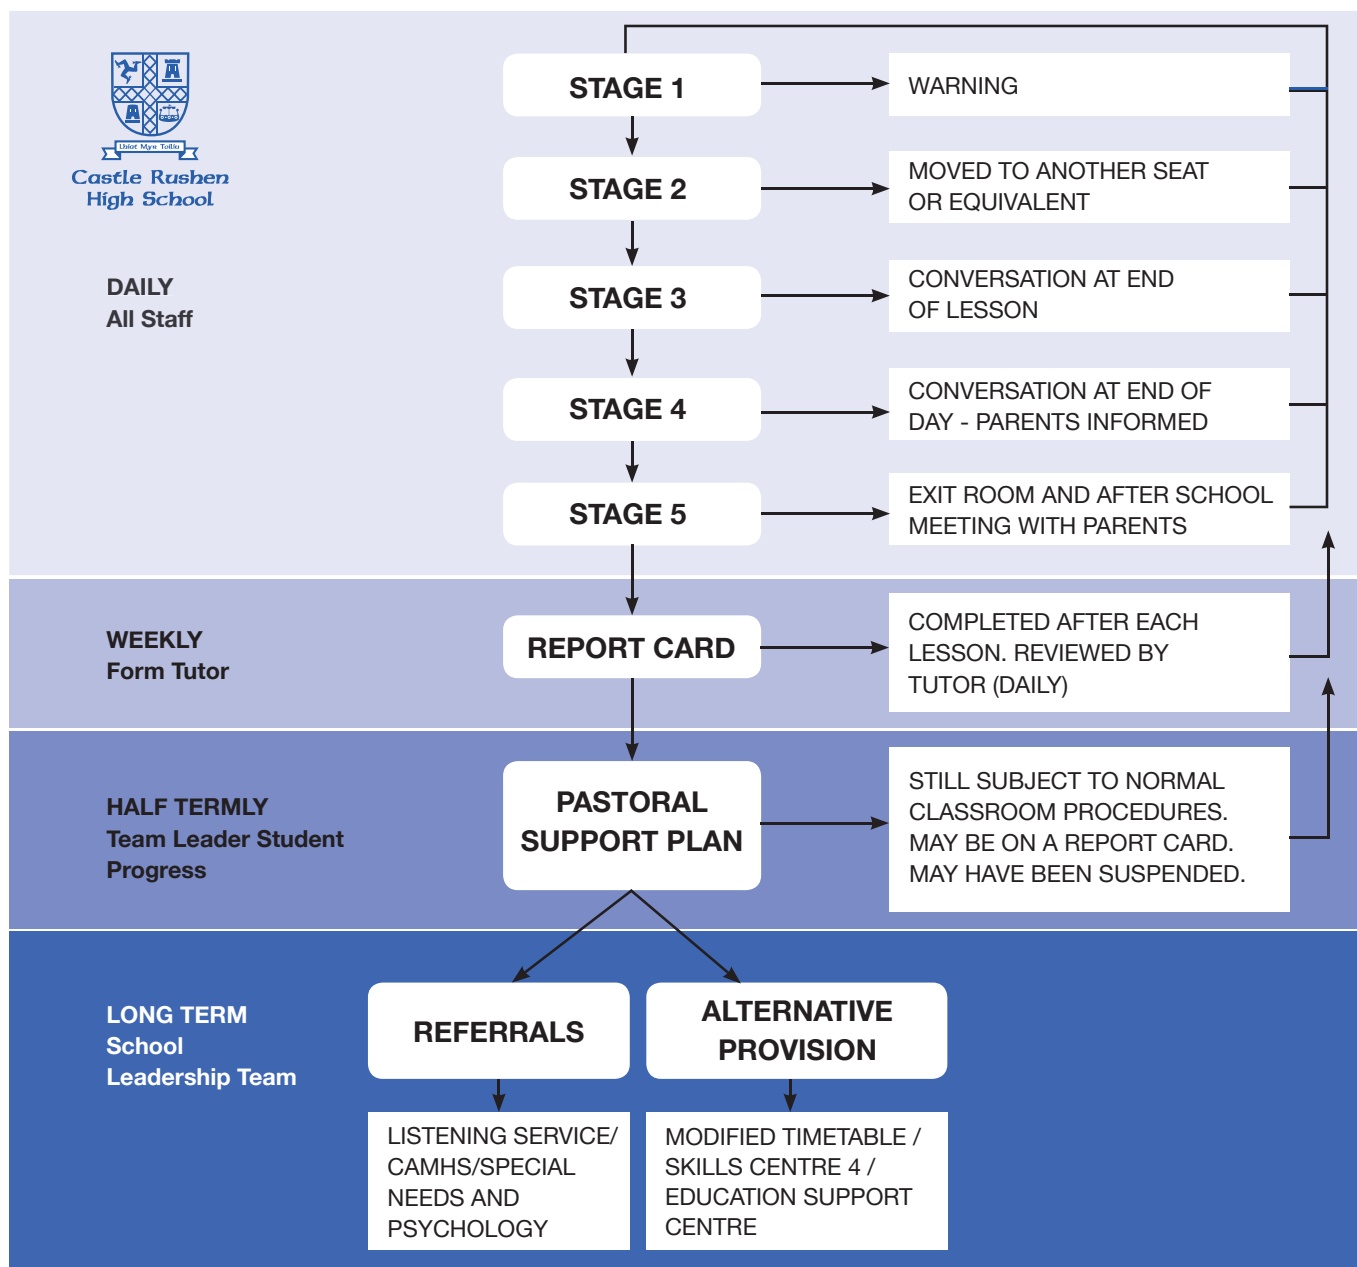 Castle Rushen
High School
DAILY
All Staff
STAGE 1
WARNING
STAGE 2
MOVED TO ANOTHER SEAT
OR EQUIVALENT
STAGE 3
CONVERSATION AT END
OF LESSON
STAGE 4
CONVERSATION AT END OF
DAY - PARENTS INFORMED
STAGE 5
EXIT ROOM AND AFTER SCHOOL
MEETING WITH PARENTS
WEEKLY
Form Tutor
REPORT CARD
COMPLETED AFTER EACH
LESSON. REVIEWED BY
TUTOR (DAILY)
HALF TERMLY
Team Leader Student
Progress
PASTORAL
SUPPORT PLAN
STILL SUBJECT TO NORMAL
CLASSROOM PROCEDURES.
MAY BE ON A REPORT CARD.
MAY HAVE BEEN SUSPENDED.
LONG TERM
School
Leadership Team
REFERRALS
LISTENING SERVICE/
CAMHS/SPECIAL
NEEDS AND
PSYCHOLOGY
ALTERNATIVE
PROVISION
MODIFIED TIMETABLE /
SKILLS CENTRE 4 /
EDUCATION SUPPORT
CENTRE